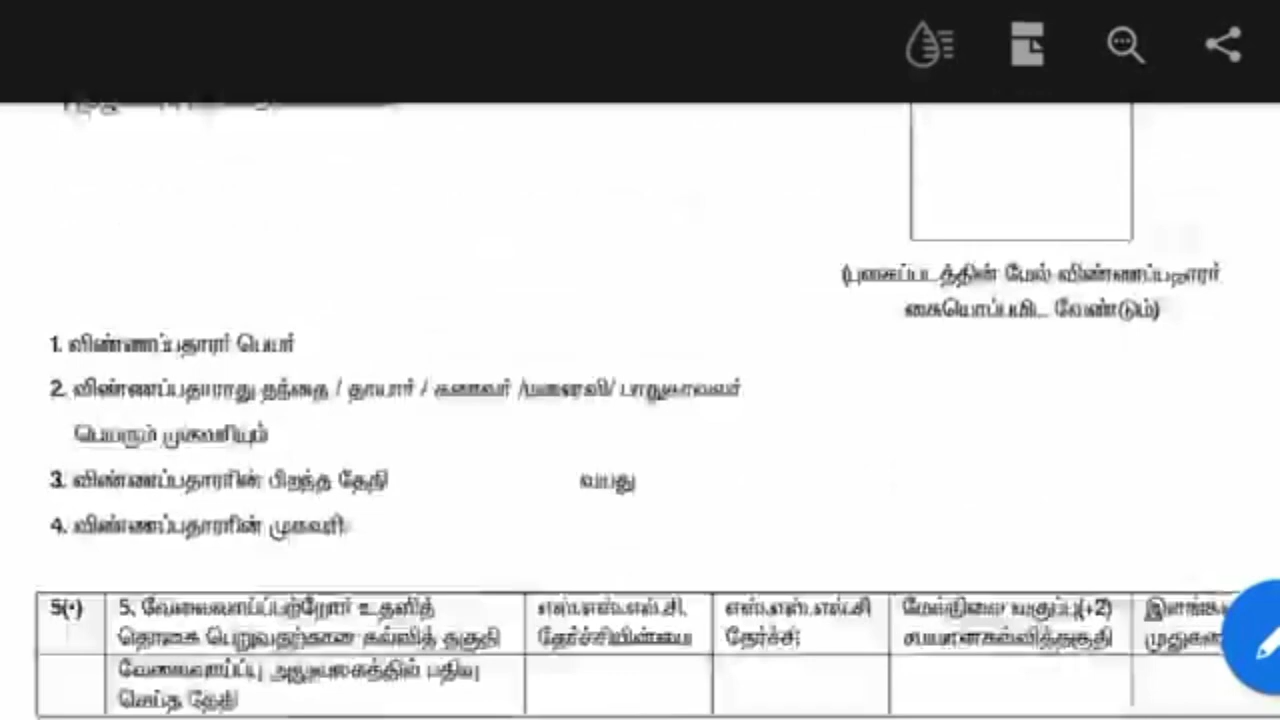 (புகைப்படத்தின் மேல் விண்ணப்பதாரர்
கையொப்பமிட வேண்டும்)
1. விண்ணப்பதாரர் பெயர்
2. விண்ணப்பதாரரது தந்தை / தாயார் / கணவர் /மனைவி/ பாதுகாவலர்
பெயரும் முகவரியும்
3. விண்ணப்பதாரரின் பிறந்த தேதி வயது
4. விண்ணப்பதாரரின் முகவரி
5. வேலைவாய்ப்பற்றோர் உதவித்
தொகை பெறுவதற்கான கல்வித் தகுதி
எஸ்.எஸ்.எல்.சி.
தேர்ச்சியின்மை
எஸ்.எஸ்.எல்.சி
தேர்ச்சி
மேல்நிலை வகுப்பு(+2)
சமமானகல்வித்தகுதி
வேலைவாய்ப்பு அலுவலகத்தில் பதிவு
செய்த தேதி